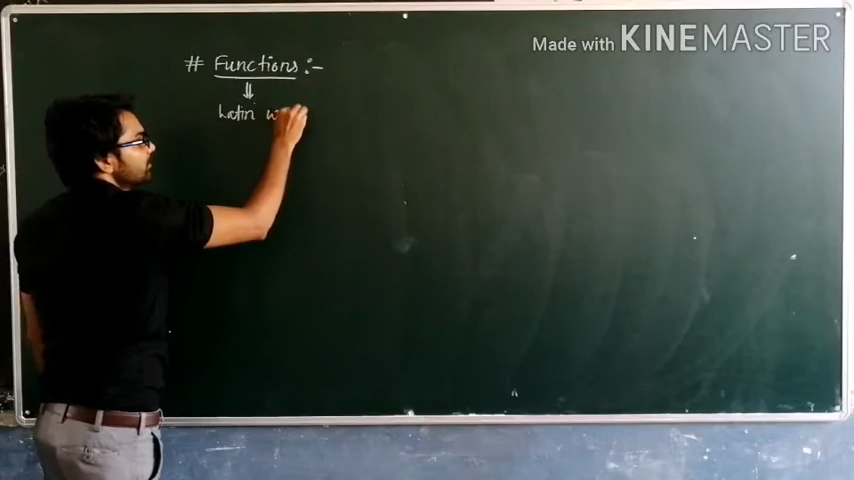 Made with KINEMASTER
# Functions :-
⇓
Latin